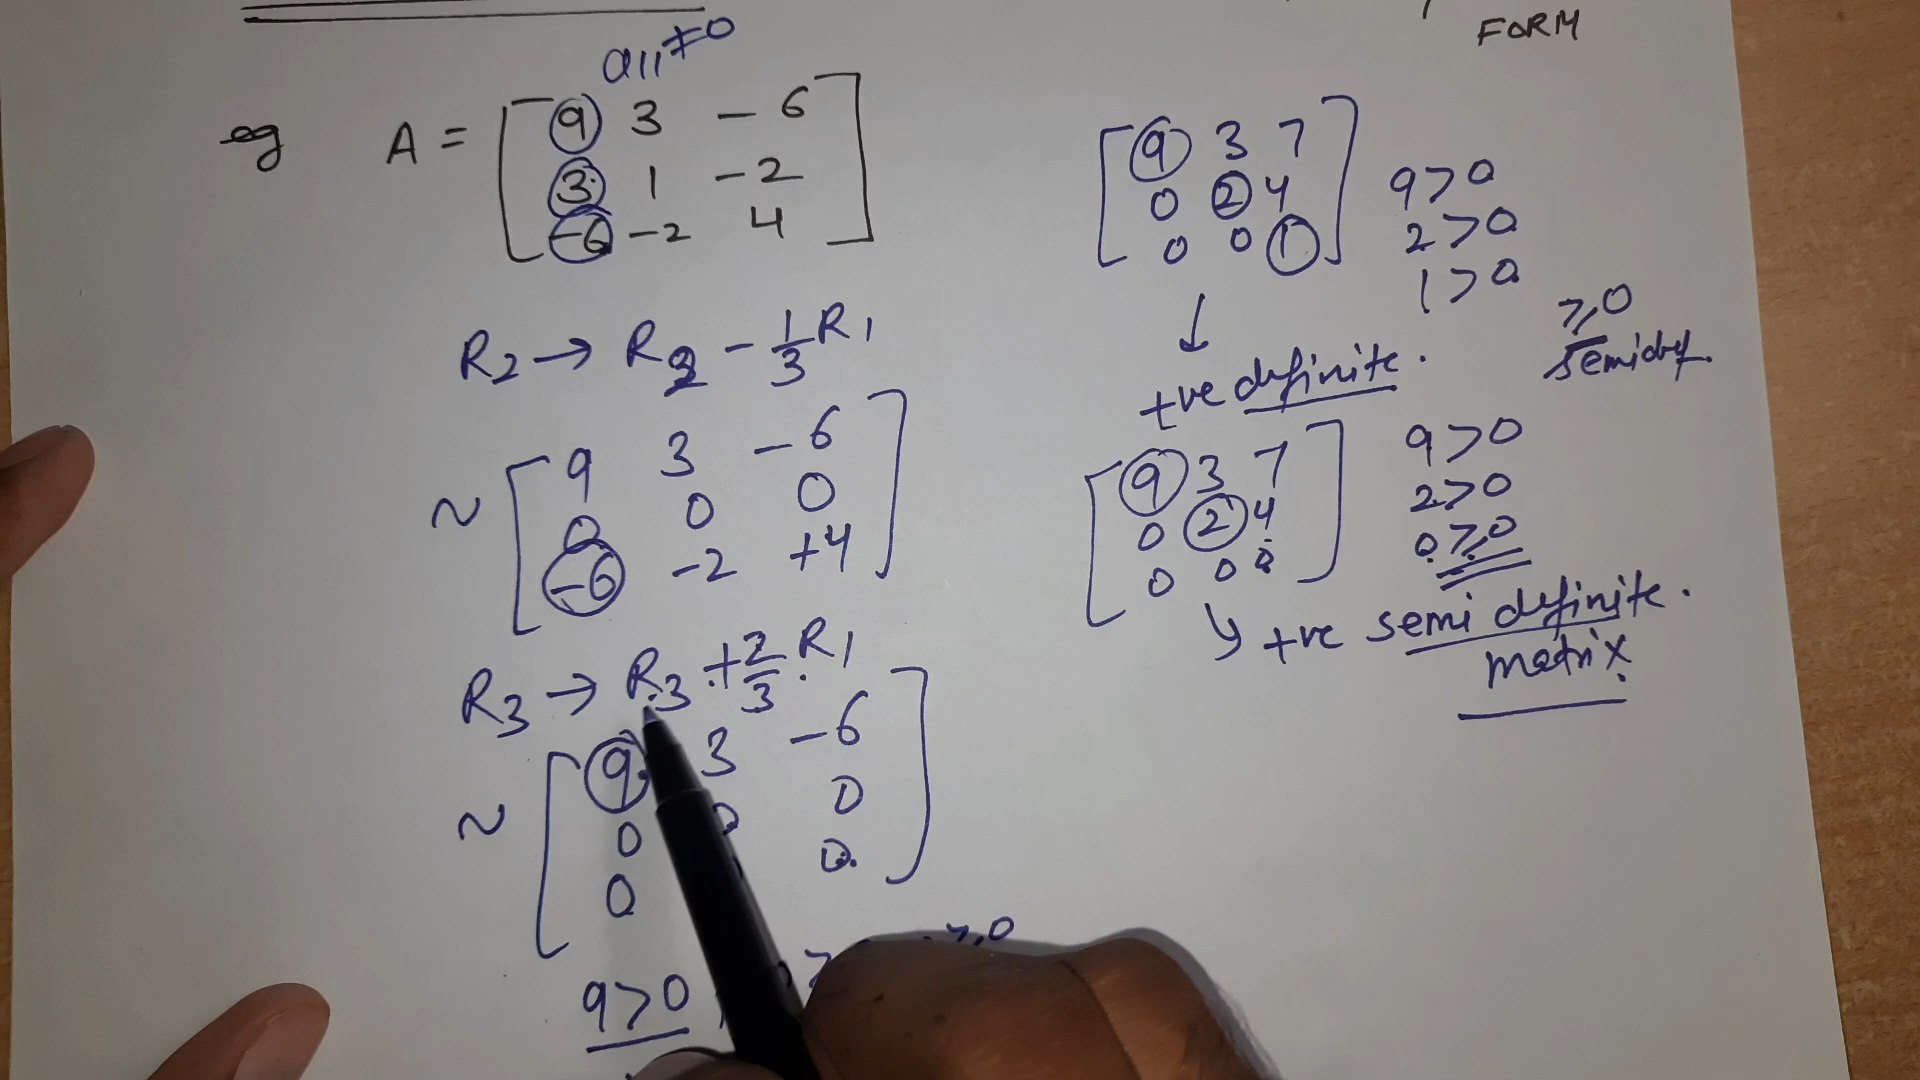 FORM
a11≠0
eg A = [ 9 3 -6
3 1 -2
-6 -2 4 ]
R2 → R2 - 1/3 R1
~ [ 9 3 -6
0 0 0
-6 -2 +4 ]
R3 → R3 + 2/3 R1
~ [ 9 3 -6
0 0 0
0 0. ]
9>0
≥0
[ 9 3 7
0 2 4
0 0 1 ]
9>0
2>0
1>0
≥0
semidef.
↓
+ve definite.
[ 9 3 7
0 2 4
0 0 0 ]
9>0
2>0
0≥0
↳ +ve semi definite.
matrix